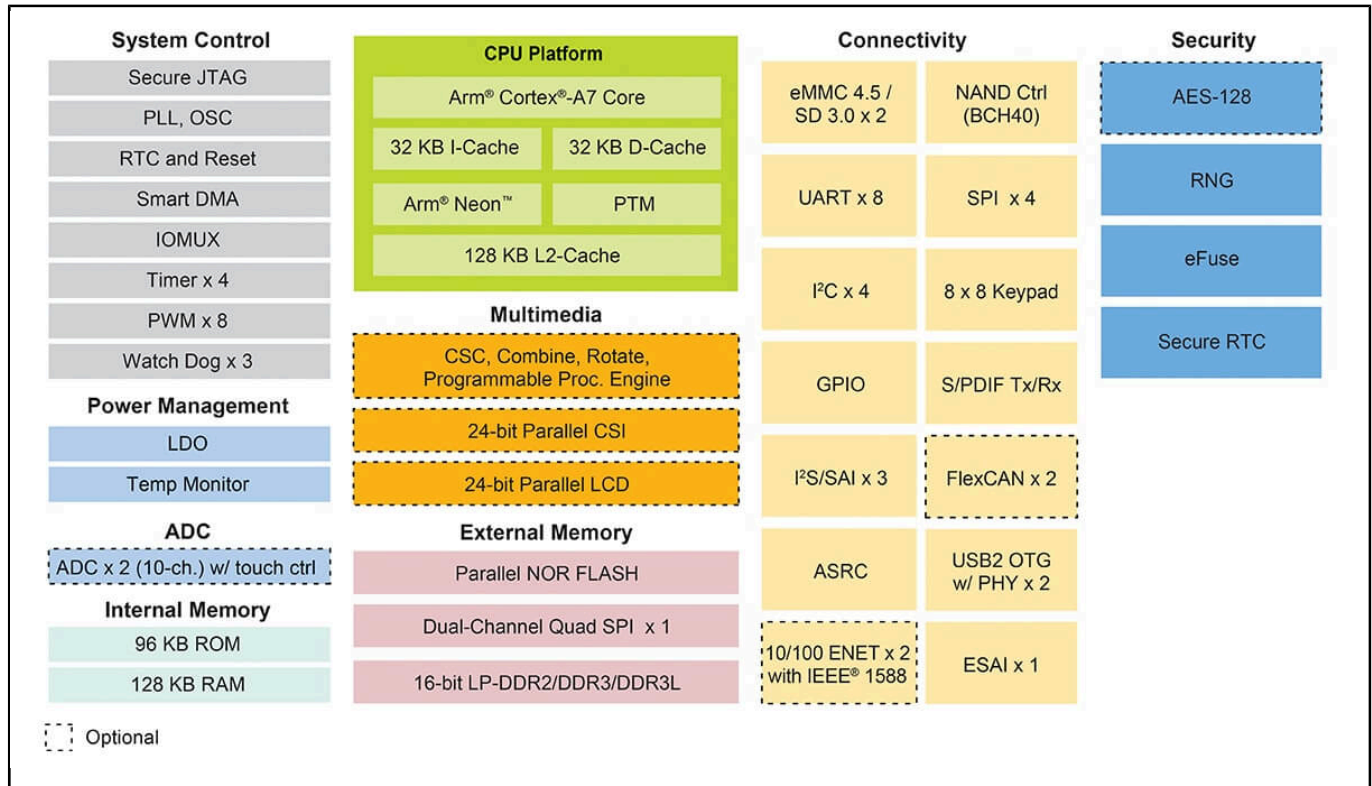 System Control
Secure JTAG
PLL, OSC
RTC and Reset
Smart DMA
IOMUX
Timer x 4
PWM x 8
Watch Dog x 3
Power Management
LDO
Temp Monitor
ADC
ADC x 2 (10-ch.) w/ touch ctrl
Internal Memory
96 KB ROM
128 KB RAM
Optional
CPU Platform
Arm® Cortex®-A7 Core
32 KB I-Cache
32 KB D-Cache
Arm® Neon™
PTM
128 KB L2-Cache
Multimedia
CSC, Combine, Rotate,
Programmable Proc. Engine
24-bit Parallel CSI
24-bit Parallel LCD
External Memory
Parallel NOR FLASH
Dual-Channel Quad SPI x 1
16-bit LP-DDR2/DDR3/DDR3L
Connectivity
eMMC 4.5 /
SD 3.0 x 2
NAND Ctrl
(BCH40)
UART x 8
SPI x 4
I²C x 4
8 x 8 Keypad
GPIO
S/PDIF Tx/Rx
I²S/SAI x 3
FlexCAN x 2
ASRC
USB2 OTG
w/ PHY x 2
10/100 ENET x 2
with IEEE® 1588
ESAI x 1
Security
AES-128
RNG
eFuse
Secure RTC